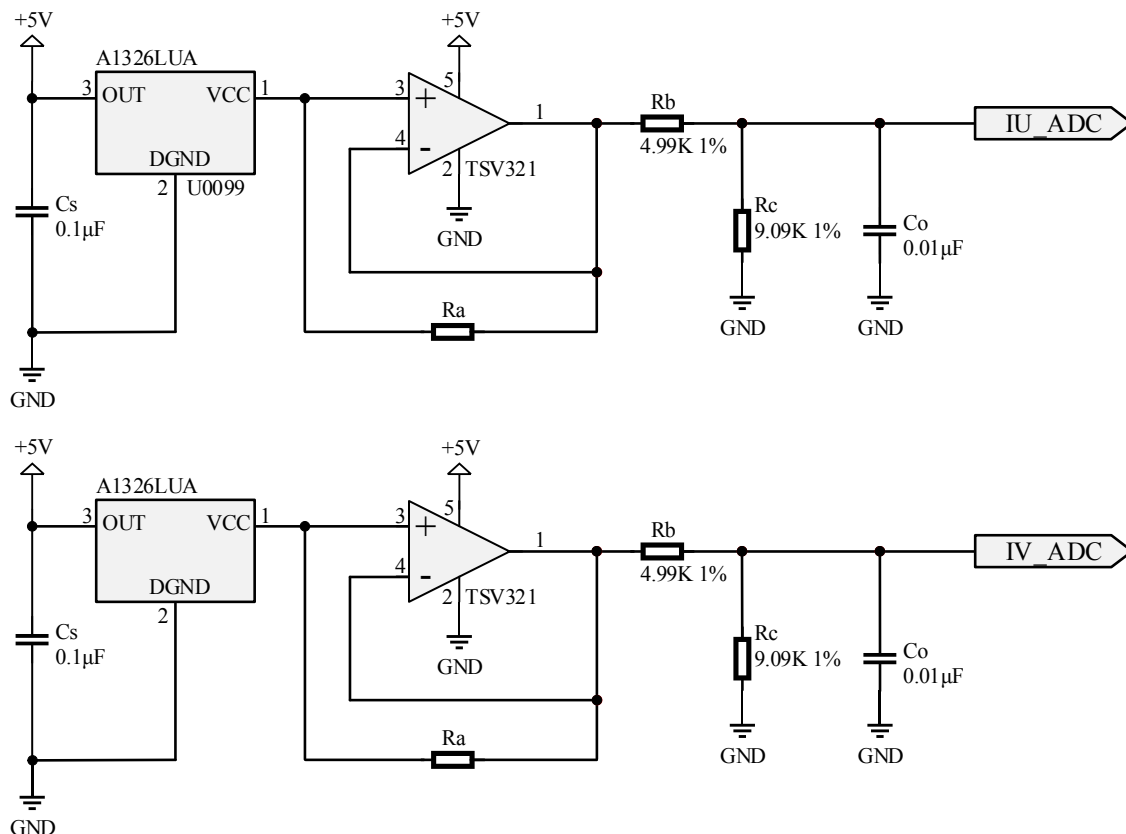 +5V
A1326LUA
3
OUT
VCC
1
DGND
2
U0099
Cs
0.1µF
GND
+5V
5
3
+
4
-
1
2
TSV321
GND
Ra
Rb
4.99K 1%
Rc
9.09K 1%
GND
Co
0.01µF
GND
IU_ADC
+5V
A1326LUA
3
OUT
VCC
1
DGND
2
Cs
0.1µF
GND
+5V
5
3
+
4
-
1
2
TSV321
GND
Ra
Rb
4.99K 1%
Rc
9.09K 1%
GND
Co
0.01µF
GND
IV_ADC